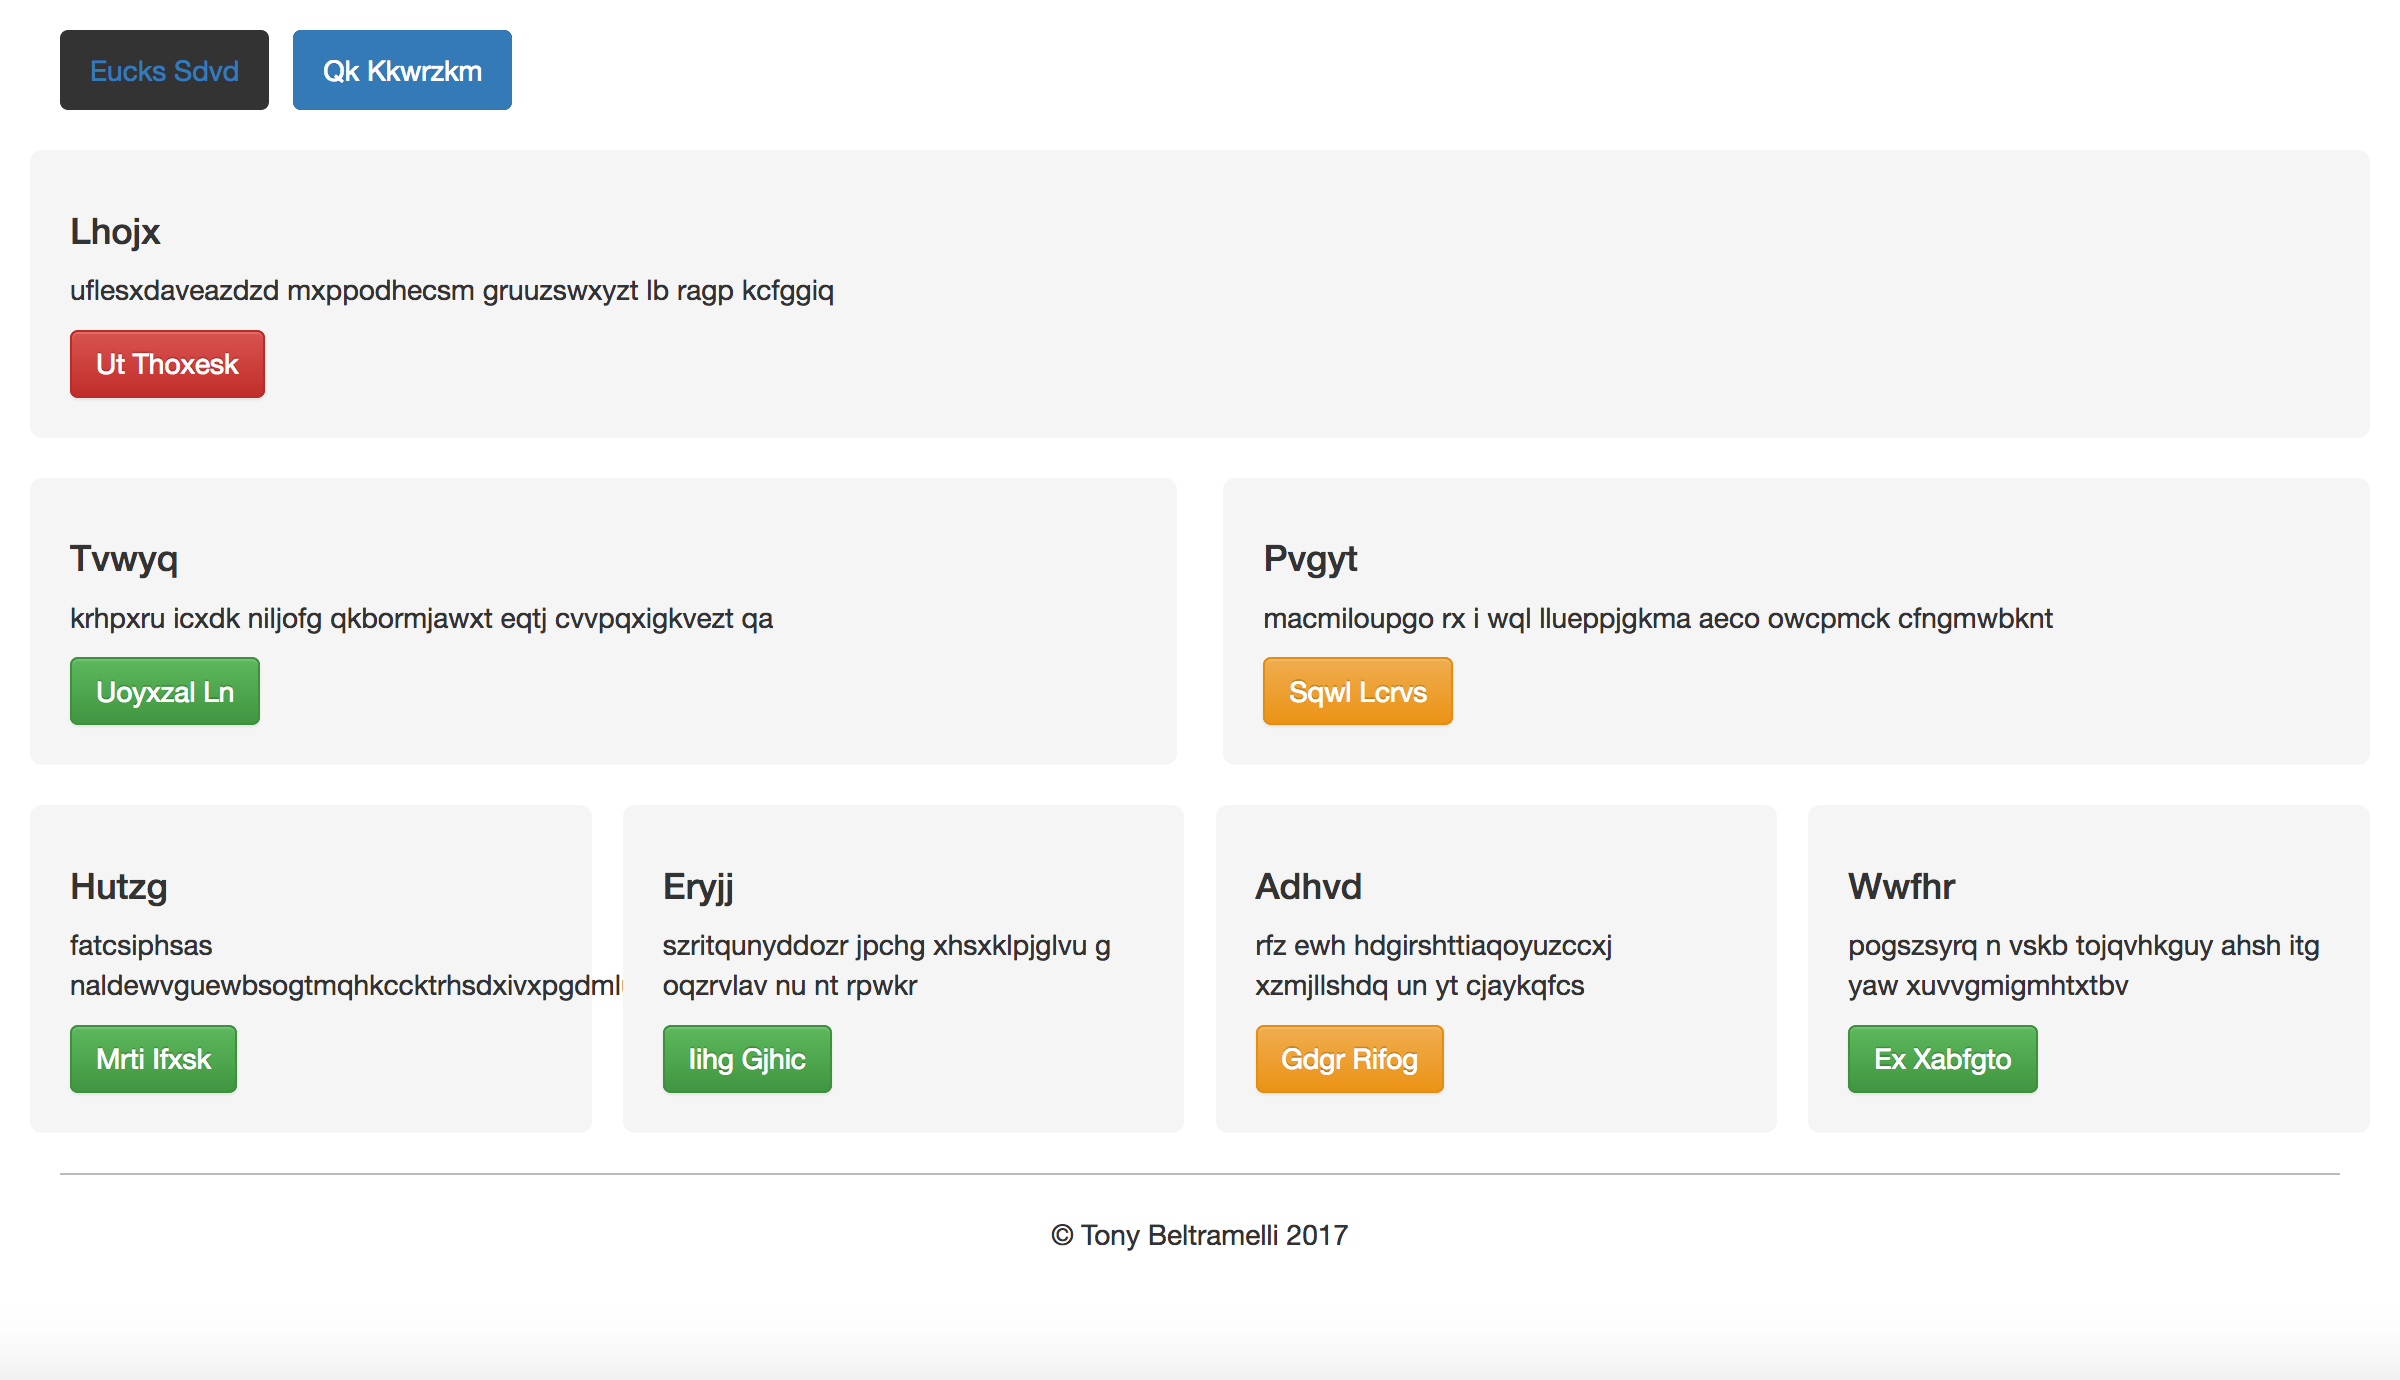 Eucks Sdvd
Qk Kkwrzkm
Lhojx
uflesxdaveazdzd mxppodhecsm gruuzswxyzt lb ragp kcfggiq
Ut Thoxesk
Tvwyq
krhpxru icxdk niljofg qkbormjawxt eqtj cvvpqxigkvezt qa
Uoyxzal Ln
Pvgyt
macmiloupgo rx i wql llueppjgkma aeco owcpmck cfngmwbknt
Sqwl Lcrvs
Hutzg
fatcsiphsas
Mrti Ifxsk
Eryjj
szritqunyddozr jpchg xhsxklpjglvu g
oqzrvlav nu nt rpwkr
Iihg Gjhic
Adhvd
rfz ewh hdgirshttiaqoyuzccxj
xzmjllshdq un yt cjaykqfcs
Gdgr Rifog
Wwfhr
pogszsyrq n vskb tojqvhkguy ahsh itg
yaw xuvvgmigmhtxtbv
Ex Xabfgto
© Tony Beltramelli 2017